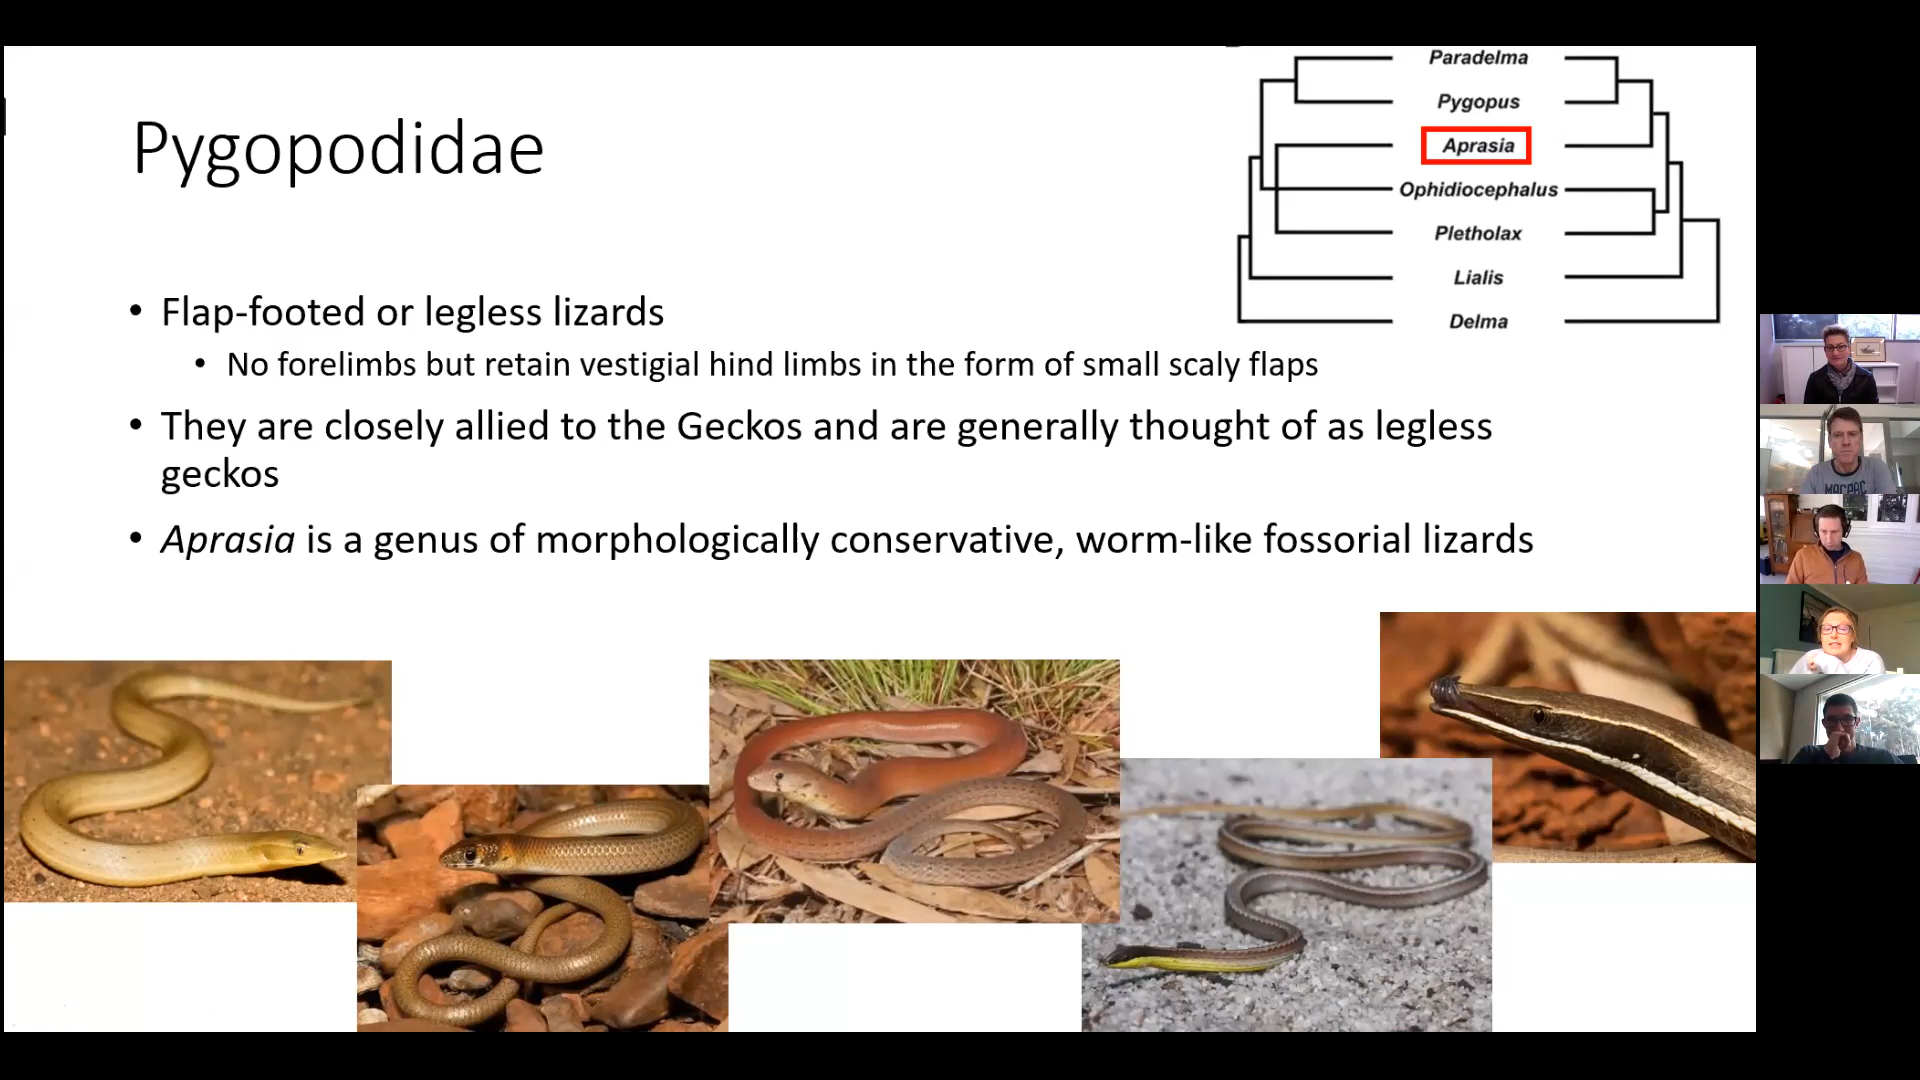 Pygopodidae
Paradelma
Pygopus
Aprasia
Ophidiocephalus
Pletholax
Lialis
Delma
• Flap-footed or legless lizards
• No forelimbs but retain vestigial hind limbs in the form of small scaly flaps
• They are closely allied to the Geckos and are generally thought of as legless
geckos
• Aprasia is a genus of morphologically conservative, worm-like fossorial lizards
MACPAC